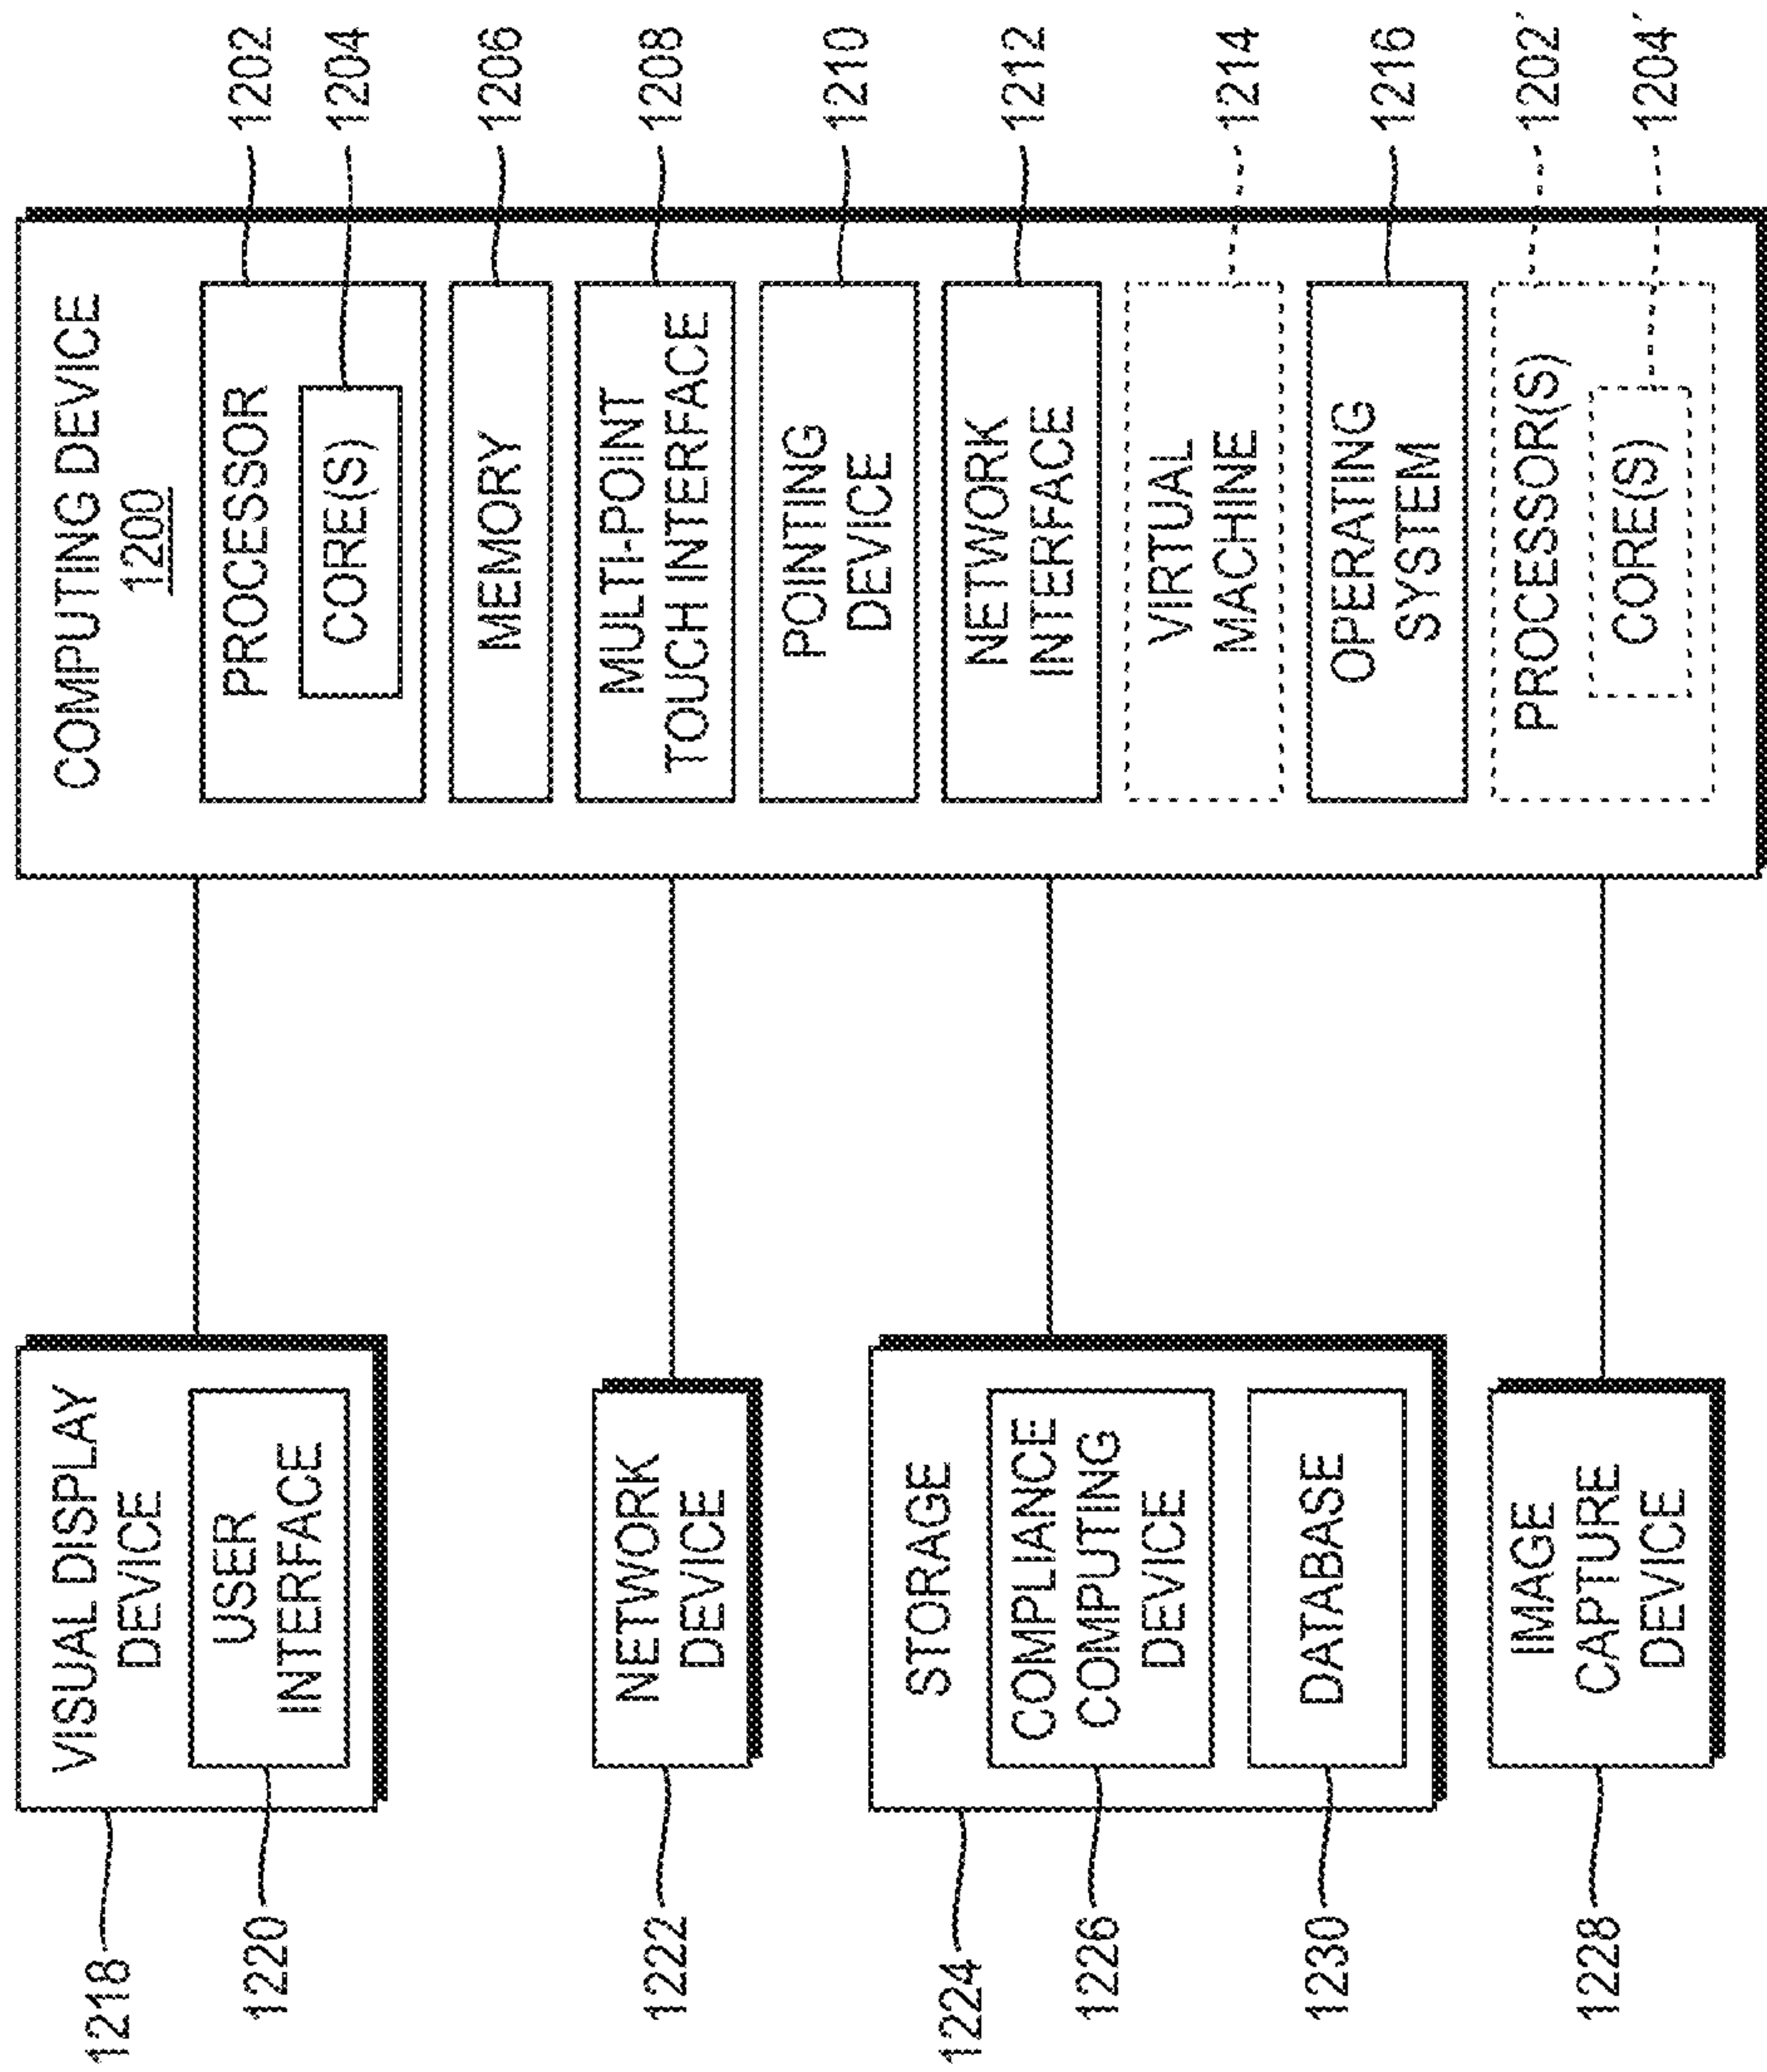 1218
VISUAL DISPLAY
DEVICE
USER
INTERFACE
1220
1222
NETWORK
DEVICE
1224
STORAGE
COMPLIANCE
COMPUTING
DEVICE
1226
DATABASE
1230
IMAGE
CAPTURE
DEVICE
1228
COMPUTING DEVICE
1200
PROCESSOR
1202
CORE(S)
1204
MEMORY
1206
MULTI-POINT
TOUCH INTERFACE
1208
POINTING
DEVICE
1210
NETWORK
INTERFACE
1212
VIRTUAL
MACHINE
1214
OPERATING
SYSTEM
1216
PROCESSOR(S)
1202'
CORE(S)
1204'